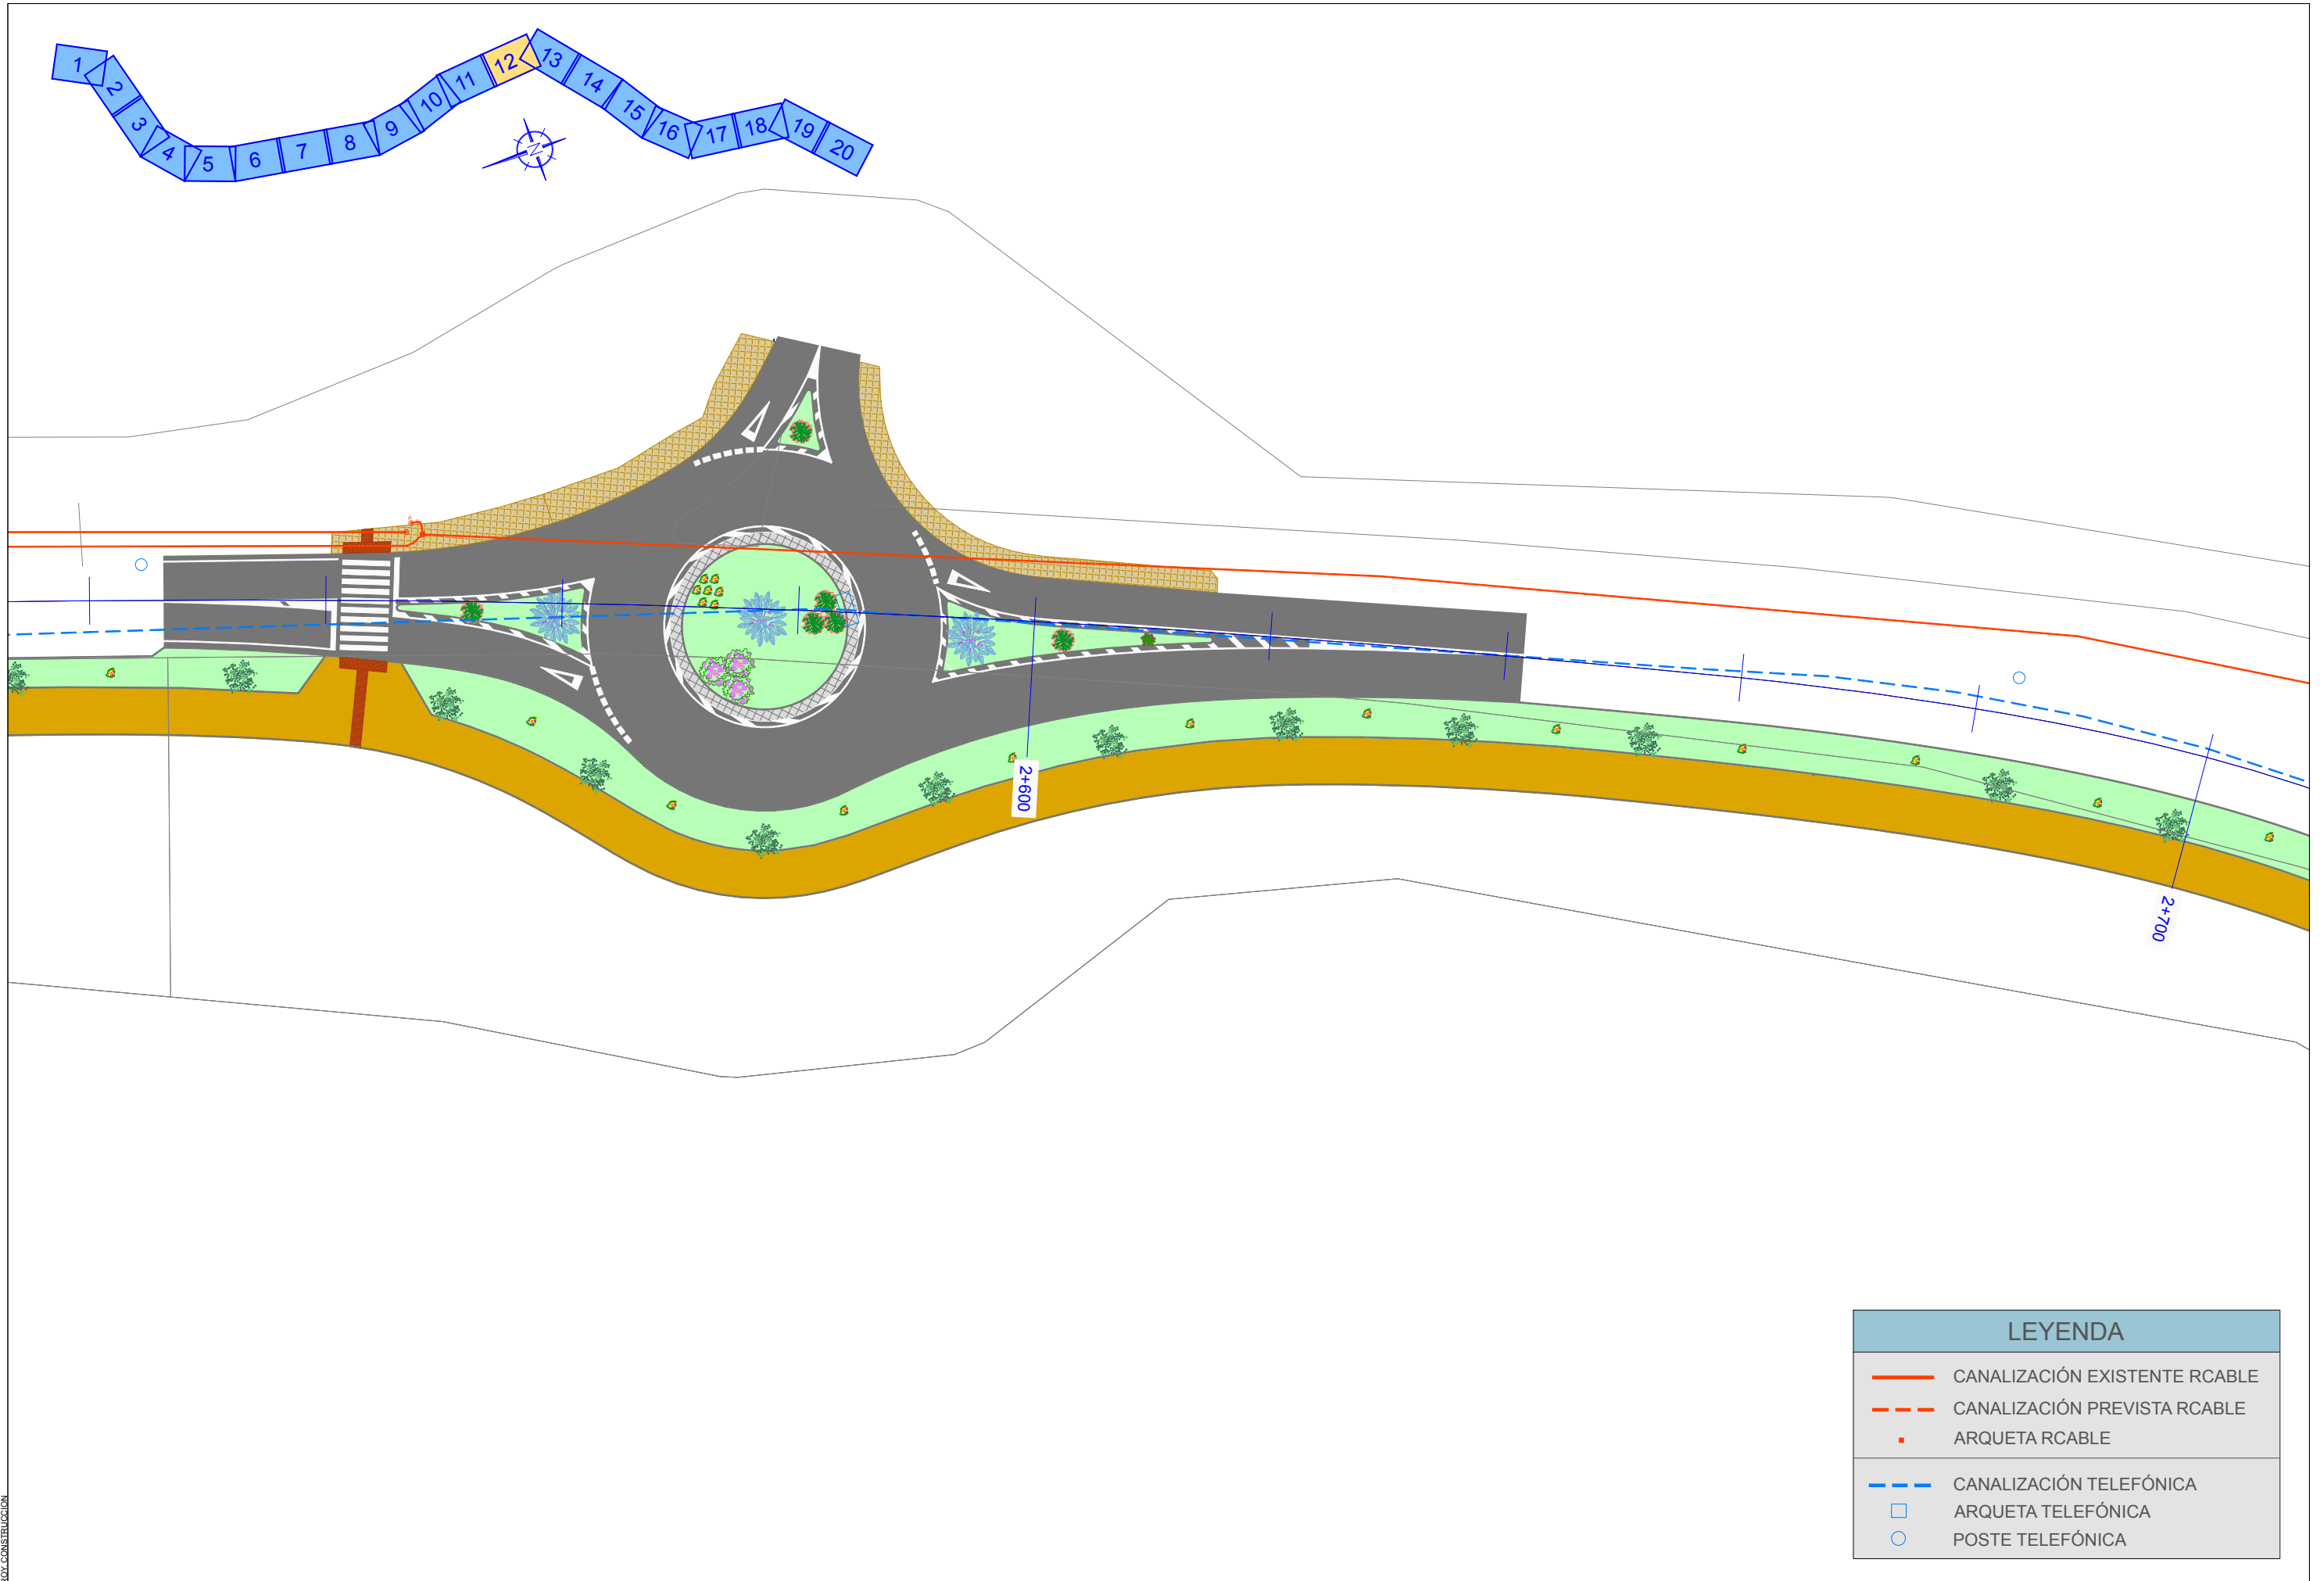 1
2
3
4
5
6
7
8
9
10
11
12
13
14
15
16
17
18
19
20
N
2+600
2+700
LEYENDA
CANALIZACIÓN EXISTENTE RCABLE
CANALIZACIÓN PREVISTA RCABLE
ARQUETA RCABLE
CANALIZACIÓN TELEFÓNICA
ARQUETA TELEFÓNICA
POSTE TELEFÓNICA
CONSTRUCCION